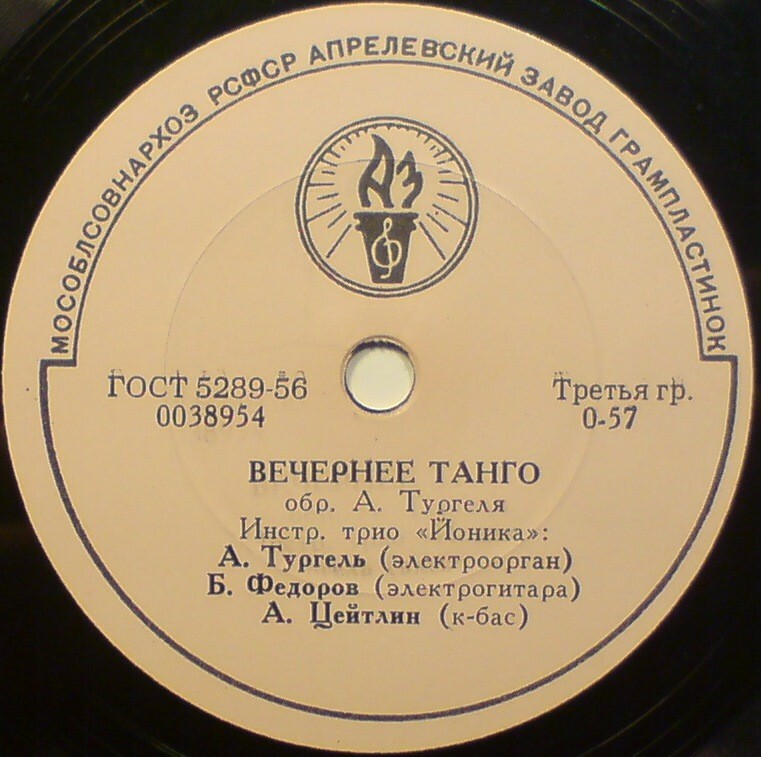 МОСОБЛСОВНАРХОЗ РСФСР АПРЕЛЕВСКИЙ ЗАВОД ГРАМПЛАСТИНОК
АЗ
ГОСТ 5289-56
0038954
Третья гр.
0-57
ВЕЧЕРНЕЕ ТАНГО
обр. А. Тургеля
Инстр. трио «Йоника»:
А. Тургель (электроорган)
Б. Федоров (электрогитара)
А. Цейтлин (к-бас)